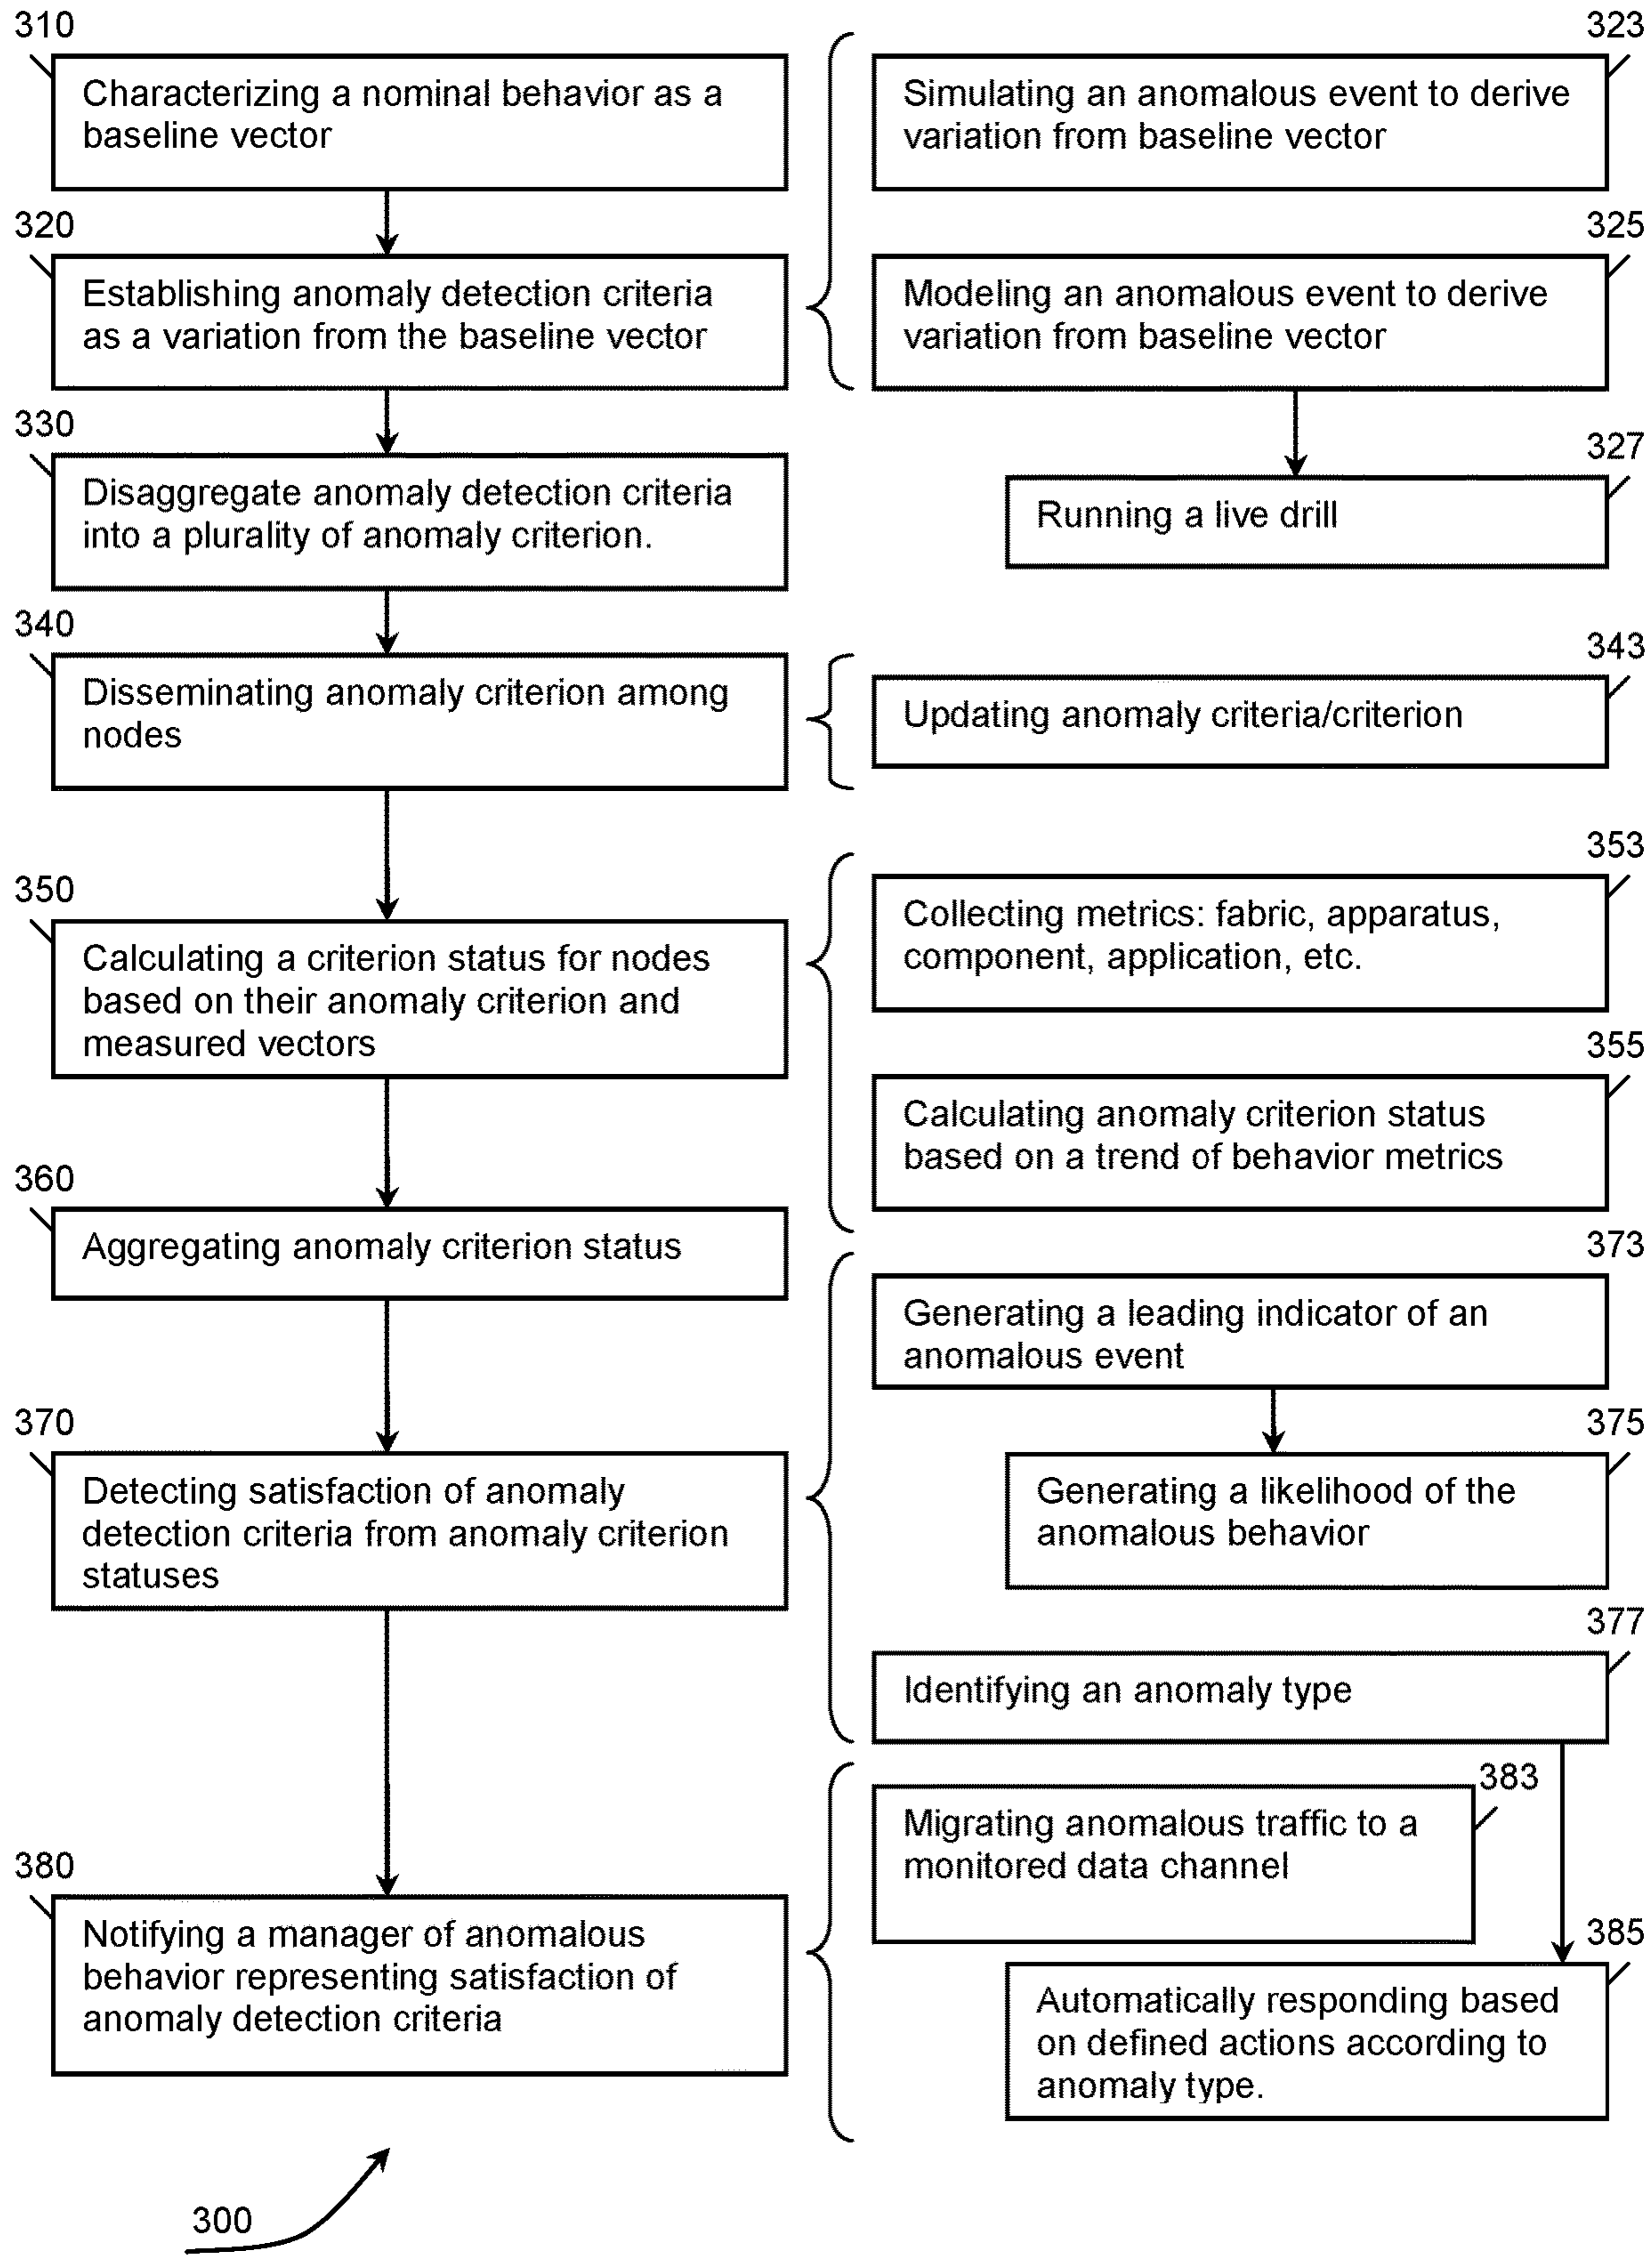 310
Characterizing a nominal behavior as a
baseline vector
320
Establishing anomaly detection criteria
as a variation from the baseline vector
323
Simulating an anomalous event to derive
variation from baseline vector
325
Modeling an anomalous event to derive
variation from baseline vector
327
Running a live drill
330
Disaggregate anomaly detection criteria
into a plurality of anomaly criterion.
340
Disseminating anomaly criterion among
nodes
343
Updating anomaly criteria/criterion
350
Calculating a criterion status for nodes
based on their anomaly criterion and
measured vectors
353
Collecting metrics: fabric, apparatus,
component, application, etc.
355
Calculating anomaly criterion status
based on a trend of behavior metrics
360
Aggregating anomaly criterion status
370
Detecting satisfaction of anomaly
detection criteria from anomaly criterion
statuses
373
Generating a leading indicator of an
anomalous event
375
Generating a likelihood of the
anomalous behavior
377
Identifying an anomaly type
380
Notifying a manager of anomalous
behavior representing satisfaction of
anomaly detection criteria
383
Migrating anomalous traffic to a
monitored data channel
385
Automatically responding based
on defined actions according to
anomaly type.
300